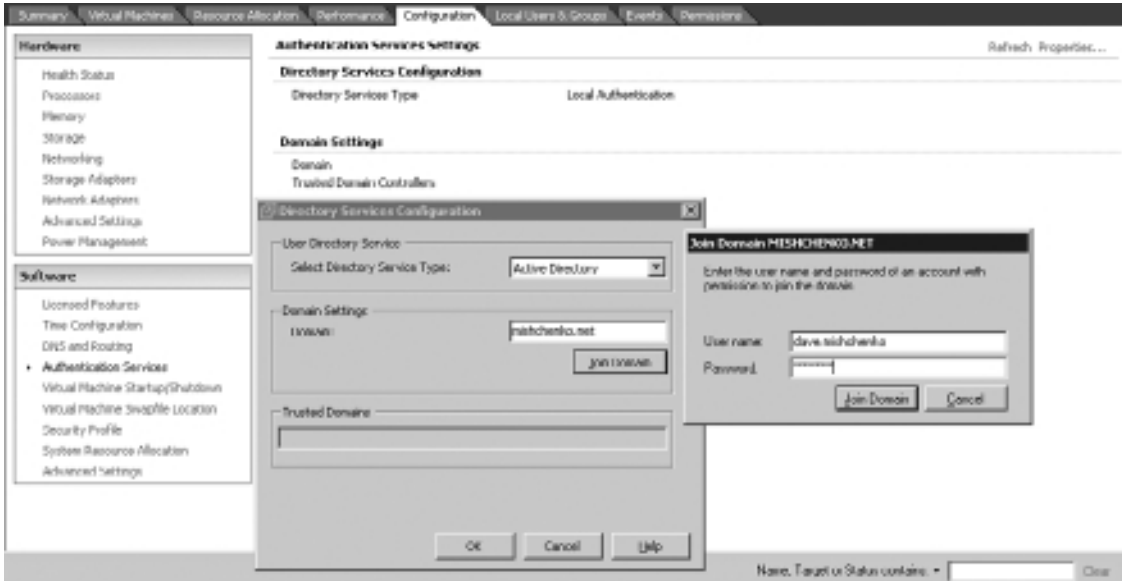 Summary Virtual Machines Resource Allocation Performance Configuration Local Users & Groups Events Permissions
Hardware
Health Status
Processors
Memory
Storage
Networking
Storage Adapters
Network Adapters
Advanced Settings
Power Management
Software
Licensed Features
Time Configuration
DNS and Routing
Authentication Services
Virtual Machine Startup/Shutdown
Virtual Machine Swapfile Location
Security Profile
System Resource Allocation
Advanced Settings
Authentication Services Settings
Refresh Properties...
Directory Services Configuration
Directory Services Type Local Authentication
Domain Settings
Domain
Trusted Domain Controllers
Directory Services Configuration
User Directory Service
Select Directory Service Type: Active Directory
Domain Settings
Domain: mishchenko.net
Join Domain
Trusted Domains
OK Cancel Help
Join Domain MISHCHENKO.NET
Enter the user name and password of an account with
permission to join the domain.
User name: dave.mishchenko
Password: ********
Join Domain Cancel
Name, Target or Status contains: Clear